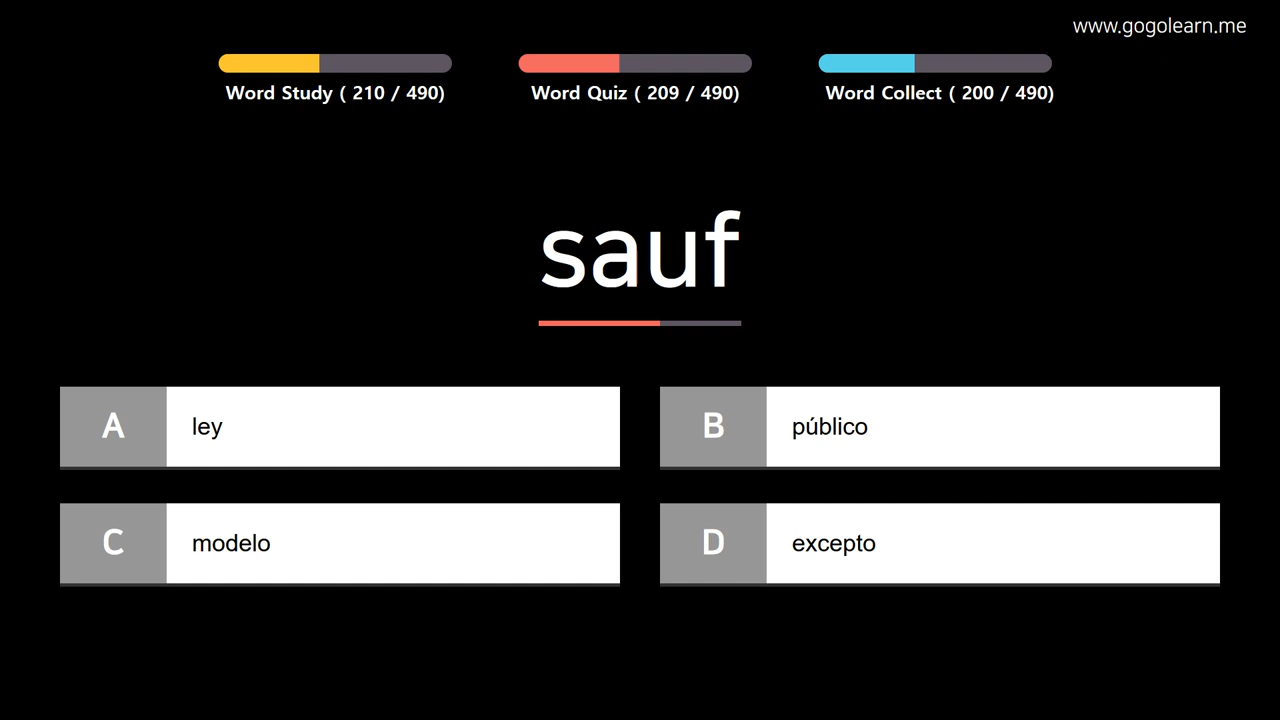 www.gogolearn.me
Word Study ( 210 / 490)
Word Quiz ( 209 / 490)
Word Collect ( 200 / 490)
sauf
A ley
B público
C modelo
D excepto